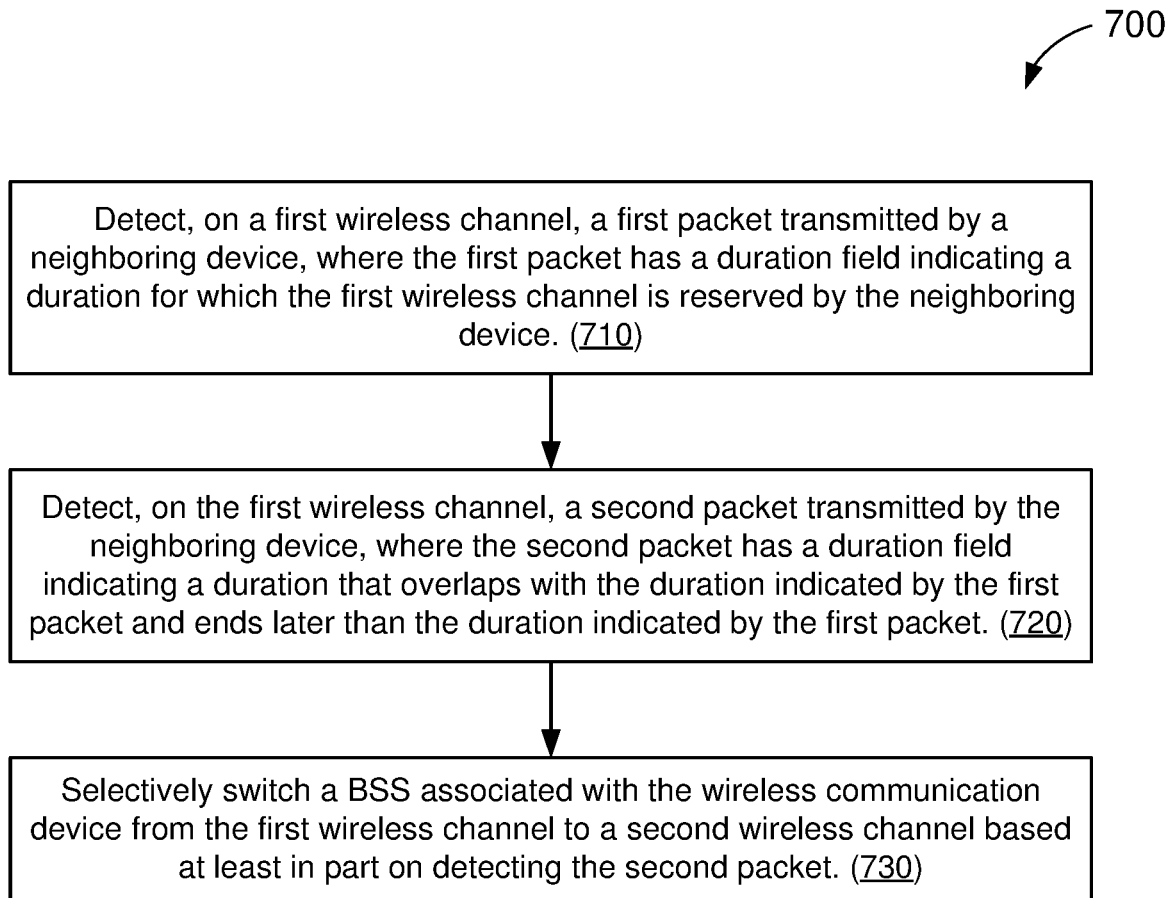 700
Detect, on a first wireless channel, a first packet transmitted by a
neighboring device, where the first packet has a duration field indicating a
duration for which the first wireless channel is reserved by the neighboring
device. (710)
Detect, on the first wireless channel, a second packet transmitted by the
neighboring device, where the second packet has a duration field
indicating a duration that overlaps with the duration indicated by the first
packet and ends later than the duration indicated by the first packet. (720)
Selectively switch a BSS associated with the wireless communication
device from the first wireless channel to a second wireless channel based
at least in part on detecting the second packet. (730)